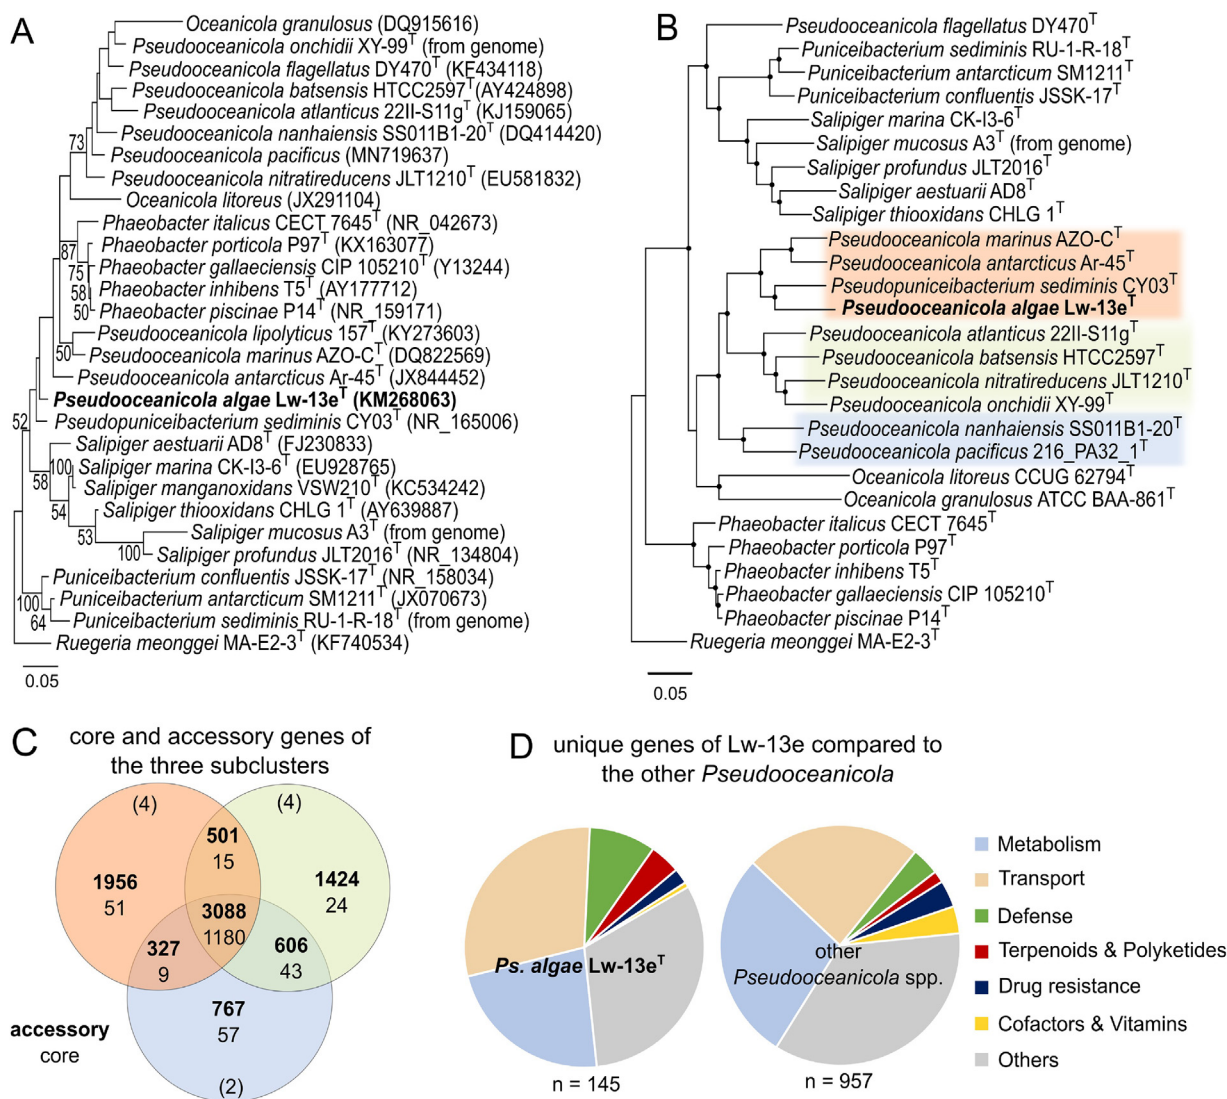 A
Oceanicola granulosus (DQ915616)
Pseudooceanicola onchidii XY-99T (from genome)
Pseudooceanicola flagellatus DY470T (KF434118)
Pseudooceanicola batsensis HTCC2597T (AY424898)
Pseudooceanicola atlanticus 22II-S11gT (KJ159065)
Pseudooceanicola nanhaiensis SS011B1-20T (DQ414420)
73
Pseudooceanicola pacificus (MN719637)
Pseudooceanicola nitratireducens JLT1210T (EU581832)
Oceanicola litoreus (JX291104)
Phaeobacter italicus CECT 7645T (NR_042673)
87
Phaeobacter porticola P97T (KX163077)
75
Phaeobacter gallaeciensis CIP 105210T (Y13244)
58
Phaeobacter inhibens T5T (AY177712)
50
Phaeobacter piscinae P14T (NR_159171)
Pseudooceanicola lipolyticus 157T (KY273603)
50
Pseudooceanicola marinus AZO-CT (DQ822569)
Pseudooceanicola antarcticus Ar-45T (JX844452)
Pseudooceanicola algae Lw-13eT (KM268063)
52
Pseudopuniceibacterium sediminis CY03T (NR_165006)
Salipiger aestuarii AD8T (FJ230833)
100
Salipiger marina CK-I3-6T (EU928765)
58
Salipiger manganoxidans VSW210T (KC534242)
54
Salipiger thiooxidans CHLG 1T (AY639887)
53
Salipiger mucosus A3T (from genome)
100
Salipiger profundus JLT2016T (NR_134804)
Puniceibacterium confluentis JSSK-17T (NR_158034)
100
Puniceibacterium antarcticum SM1211T (JX070673)
64
Puniceibacterium sediminis RU-1-R-18T (from genome)
Ruegeria meonggei MA-E2-3T (KF740534)
0.05
B
Pseudooceanicola flagellatus DY470T
Puniceibacterium sediminis RU-1-R-18T
Puniceibacterium antarcticum SM1211T
Puniceibacterium confluentis JSSK-17T
Salipiger marina CK-I3-6T
Salipiger mucosus A3T (from genome)
Salipiger profundus JLT2016T
Salipiger aestuarii AD8T
Salipiger thiooxidans CHLG 1T
Pseudooceanicola marinus AZO-CT
Pseudooceanicola antarcticus Ar-45T
Pseudopuniceibacterium sediminis CY03T
Pseudooceanicola algae Lw-13eT
Pseudooceanicola atlanticus 22II-S11gT
Pseudooceanicola batsensis HTCC2597T
Pseudooceanicola nitratireducens JLT1210T
Pseudooceanicola onchidii XY-99T
Pseudooceanicola nanhaiensis SS011B1-20T
Pseudooceanicola pacificus 216_PA32_1T
Oceanicola litoreus CCUG 62794T
Oceanicola granulosus ATCC BAA-861T
Phaeobacter italicus CECT 7645T
Phaeobacter porticola P97T
Phaeobacter inhibens T5T
Phaeobacter gallaeciensis CIP 105210T
Phaeobacter piscinae P14T
Ruegeria meonggei MA-E2-3T
0.05
C
core and accessory genes of
the three subclusters
(4)
(4)
501
15
1956
51
1424
24
3088
1180
327
9
606
43
767
57
accessory
core
(2)
D
unique genes of Lw-13e compared to
the other Pseudooceanicola
Ps. algae Lw-13eT
n = 145
other
Pseudooceanicola spp.
n = 957
Metabolism
Transport
Defense
Terpenoids & Polyketides
Drug resistance
Cofactors & Vitamins
Others